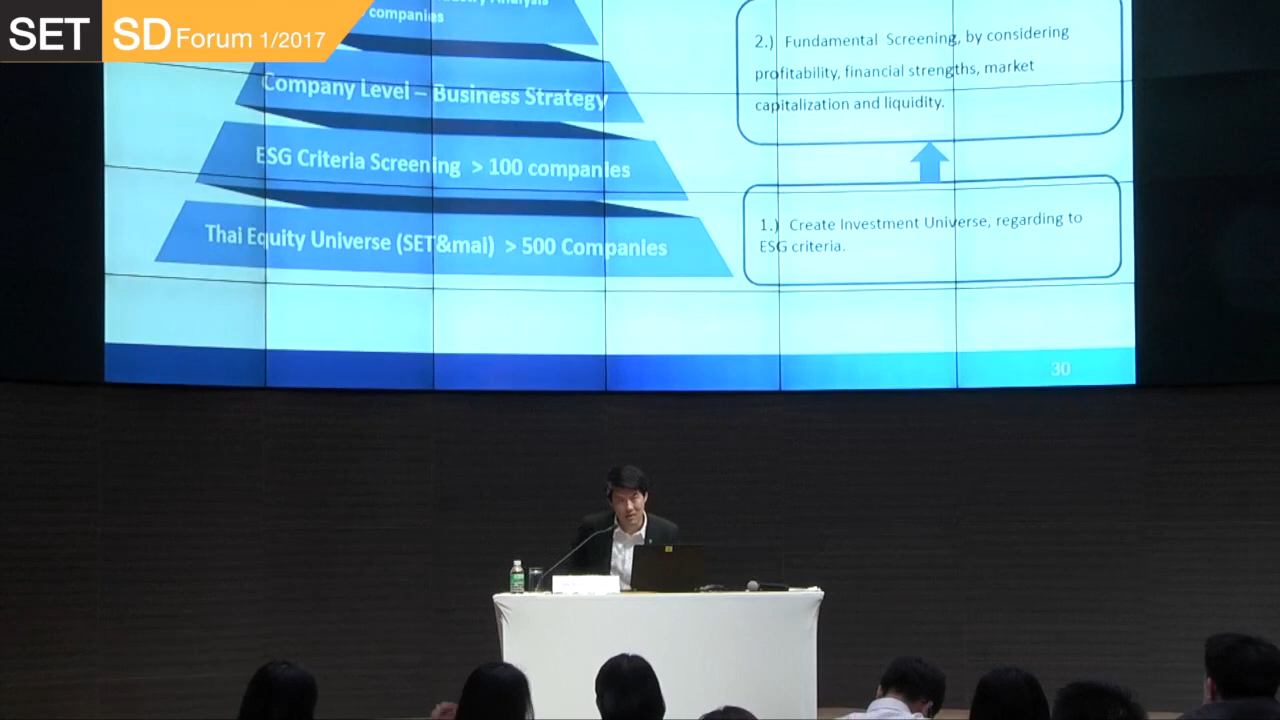 SET SD Forum 1/2017
Analysis
companies
Company Level – Business Strategy
ESG Criteria Screening > 100 companies
Thai Equity Universe (SET&mai) > 500 Companies
2.) Fundamental Screening, by considering
profitability, financial strengths, market
capitalization and liquidity.
1.) Create Investment Universe, regarding to
ESG criteria.
30